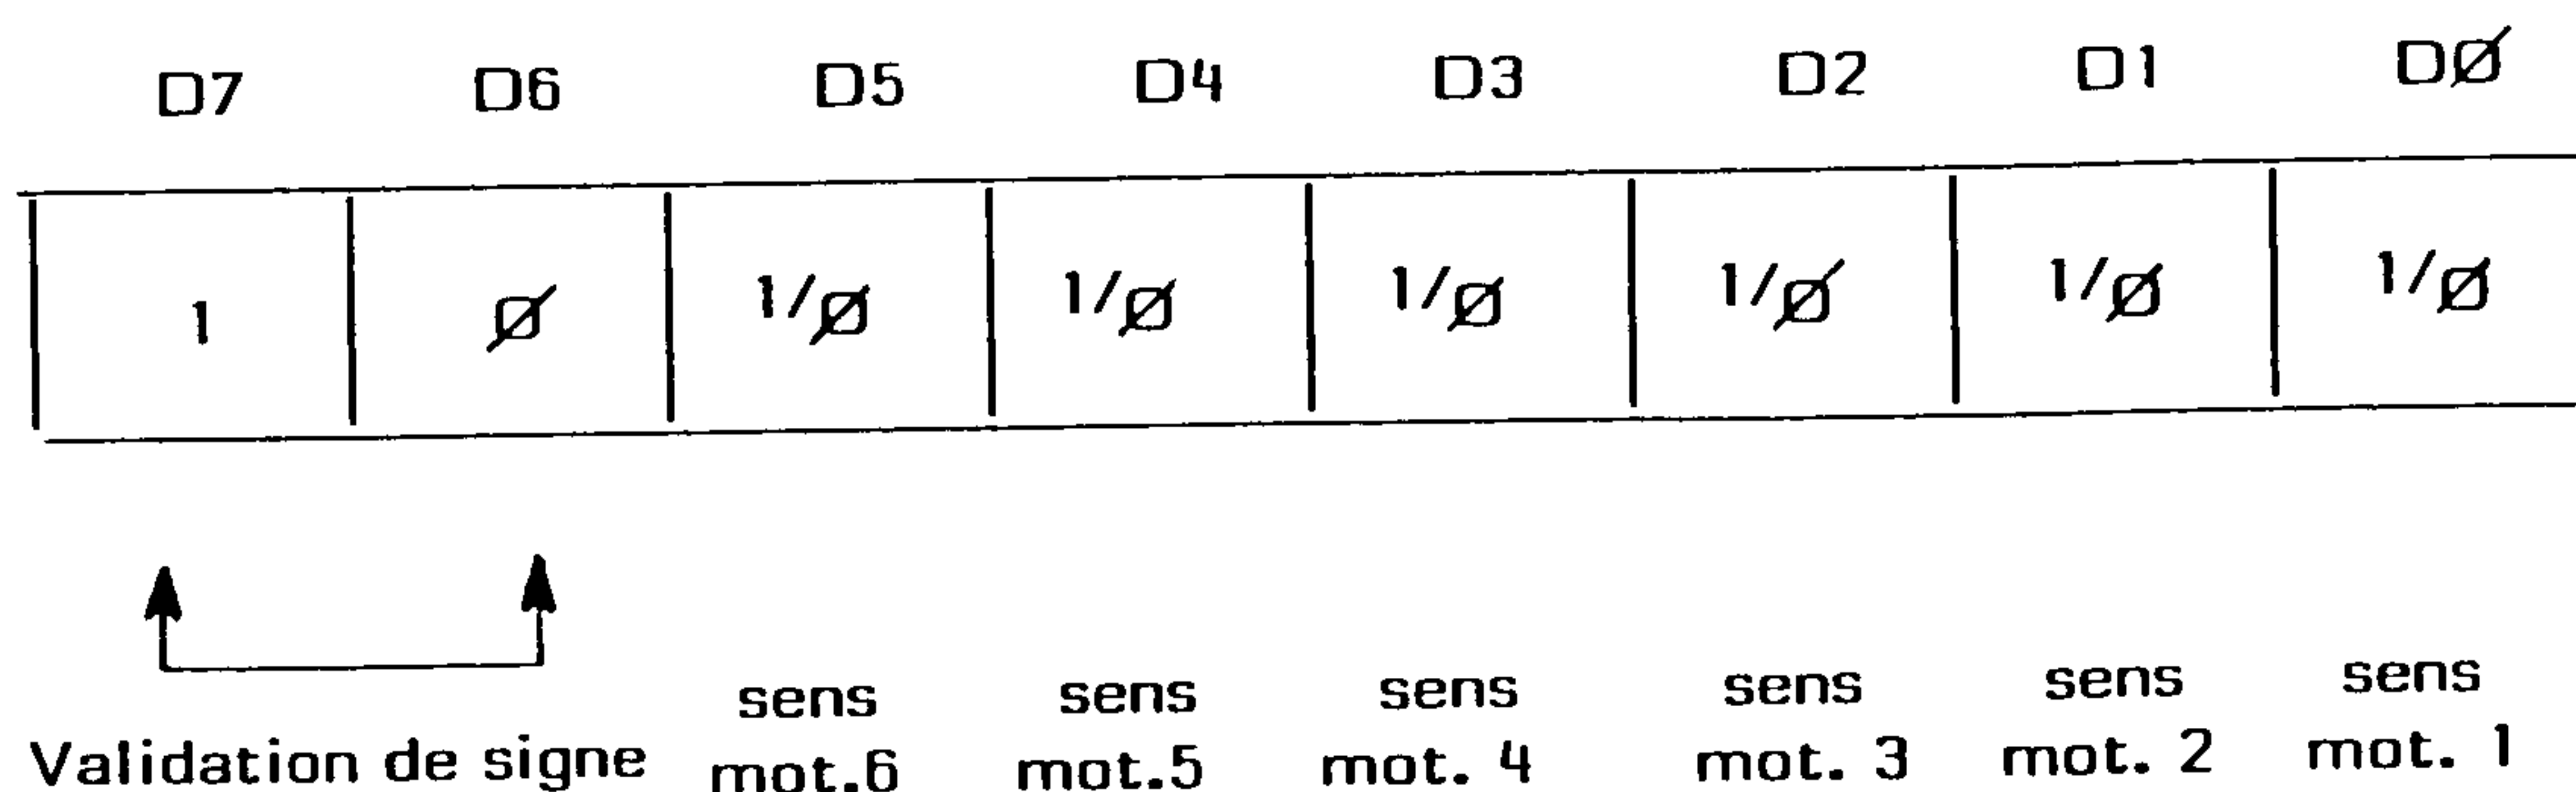 D7 D6 D5 D4 D3 D2 D1 DØ
1 Ø 1/Ø 1/Ø 1/Ø 1/Ø 1/Ø 1/Ø
sens sens sens sens sens sens
Validation de signe mot.6 mot.5 mot. 4 mot. 3 mot. 2 mot. 1